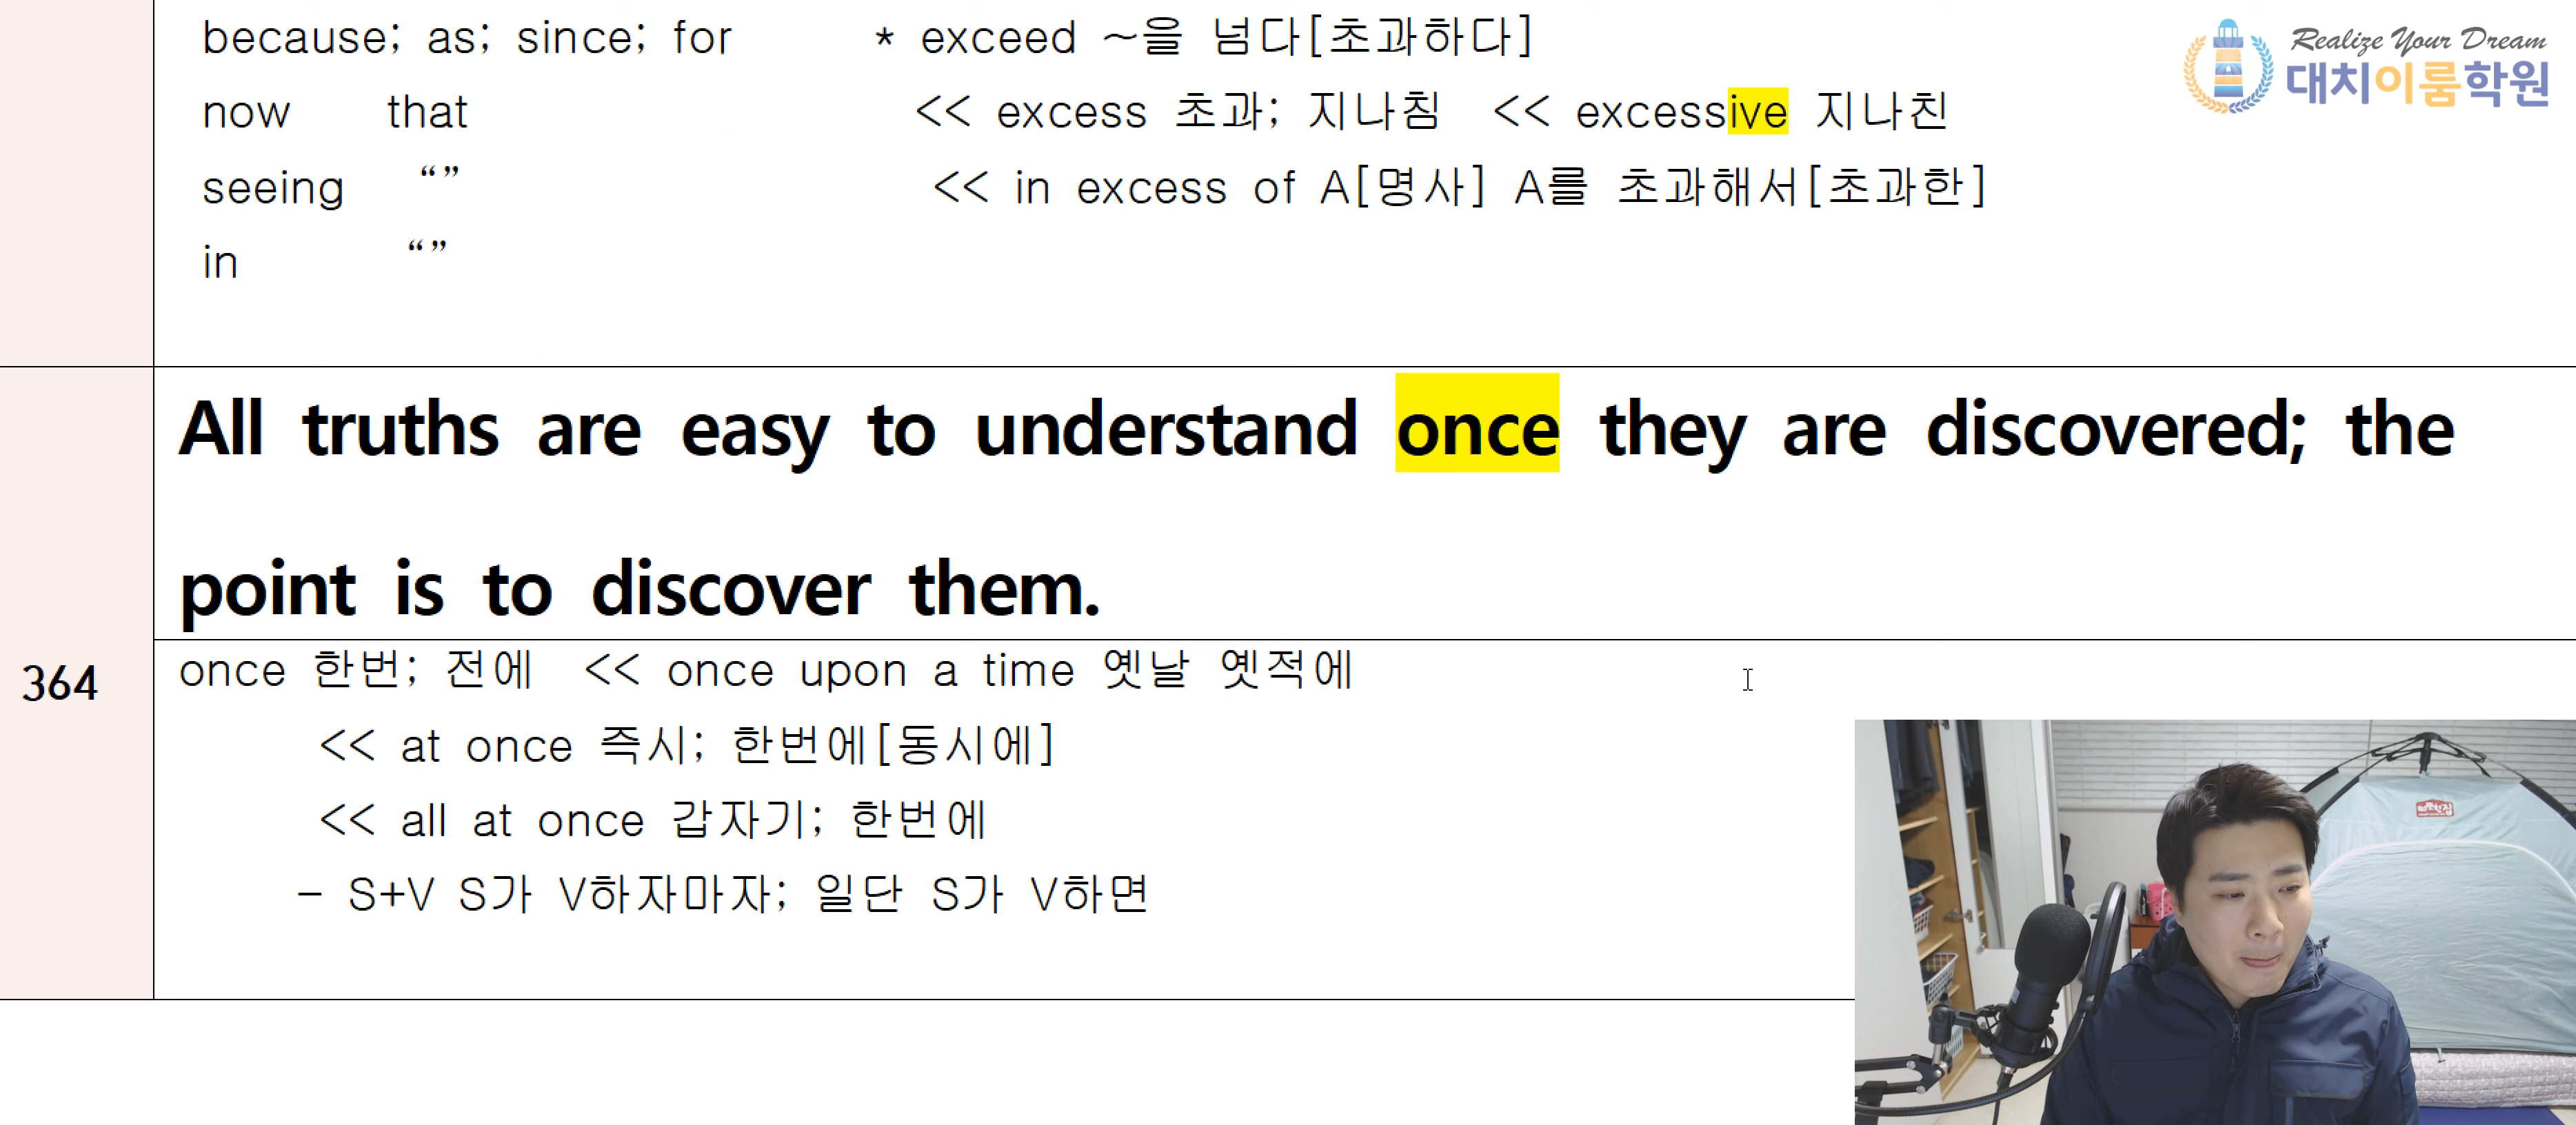 because; as; since; for * exceed ~을 넘다[초과하다]
now that << excess 초과; 지나침 << excessive 지나친
seeing “” << in excess of A[명사] A를 초과해서[초과한]
in “”
Realize Your Dream
대치이룸학원
All truths are easy to understand once they are discovered; the
point is to discover them.
364
once 한번; 전에 << once upon a time 옛날 옛적에
<< at once 즉시; 한번에[동시에]
<< all at once 갑자기; 한번에
- S+V S가 V하자마자; 일단 S가 V하면